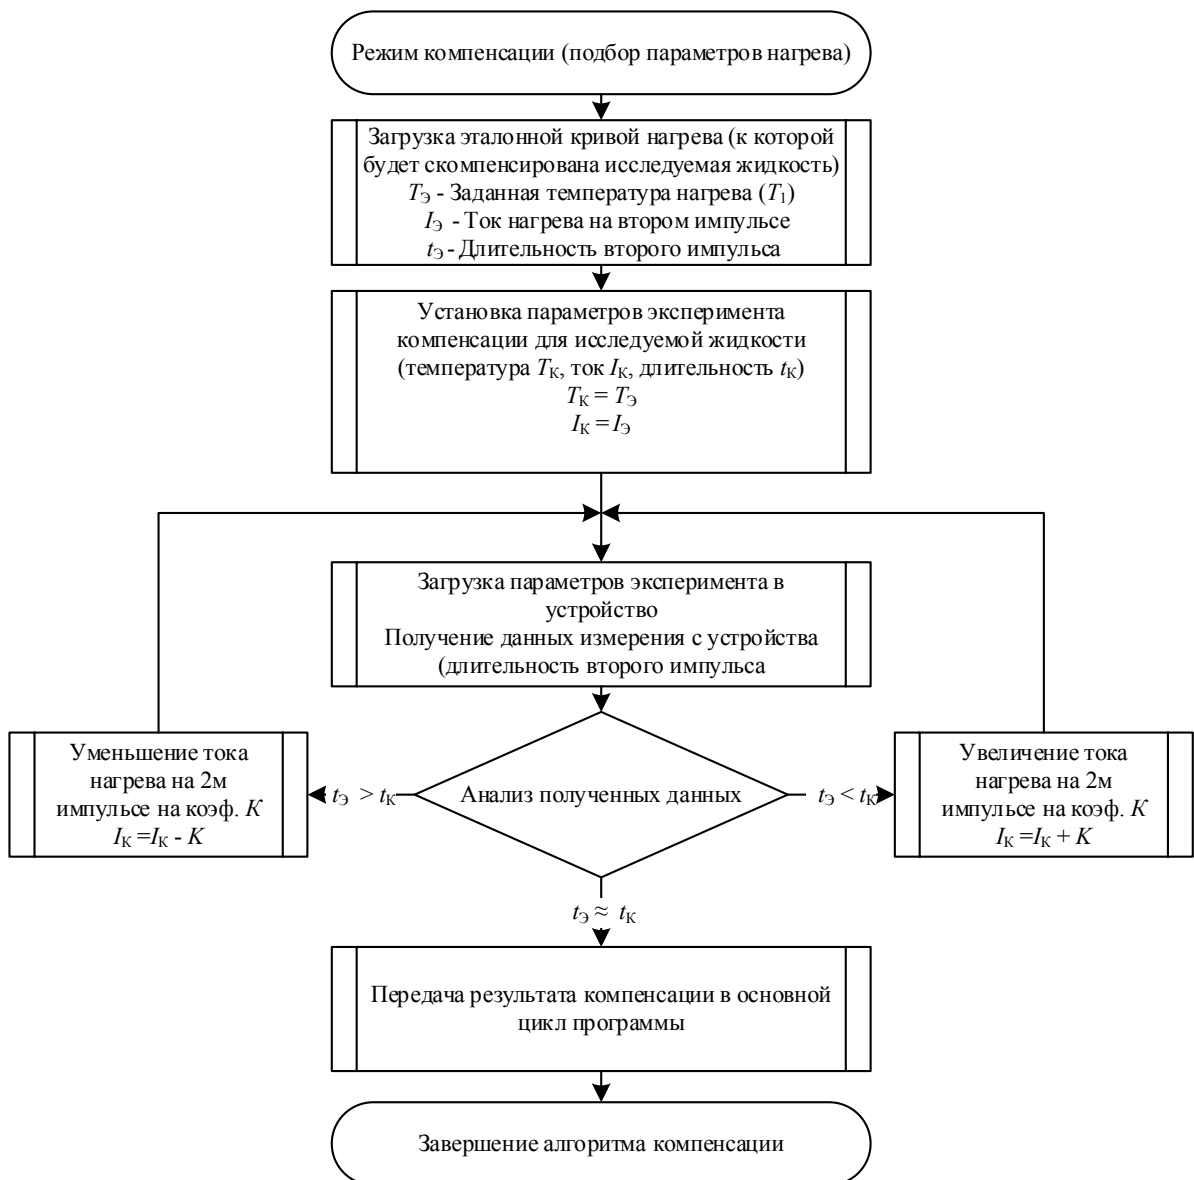 Режим компенсации (подбор параметров нагрева)
Загрузка эталонной кривой нагрева (к которой
будет скомпенсирована исследуемая жидкость)
TЭ - Заданная температура нагрева (T1)
IЭ - Ток нагрева на втором импульсе
tЭ - Длительность второго импульса
Установка параметров эксперимента
компенсации для исследуемой жидкости
(температура TК, ток IК, длительность tК)
TК = TЭ
IК = IЭ
Загрузка параметров эксперимента в
устройство
Получение данных измерения с устройства
(длительность второго импульса
Уменьшение тока
нагрева на 2м
импульсе на коэф. К
IК =IК - K
tЭ > tК
Анализ полученных данных
tЭ < tК
Увеличение тока
нагрева на 2м
импульсе на коэф. К
IК =IК + K
tЭ ≈ tК
Передача результата компенсации в основной
цикл программы
Завершение алгоритма компенсации